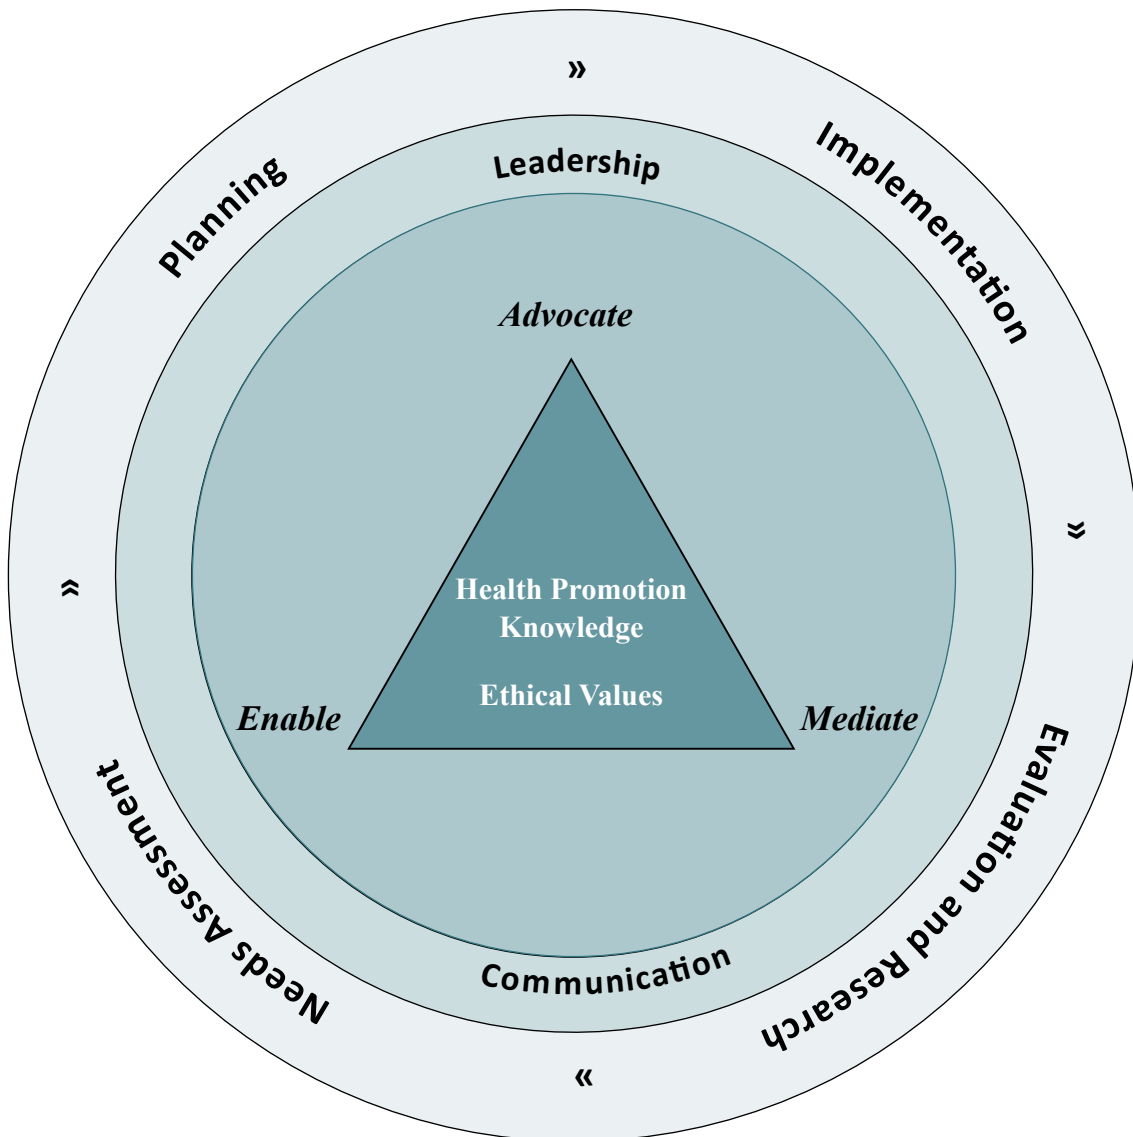 »
Planning
Implementation
Leadership
Advocate
»
«
Health Promotion
Knowledge
Ethical Values
Enable
Mediate
Needs Assessment
Evaluation and Research
Communication
«